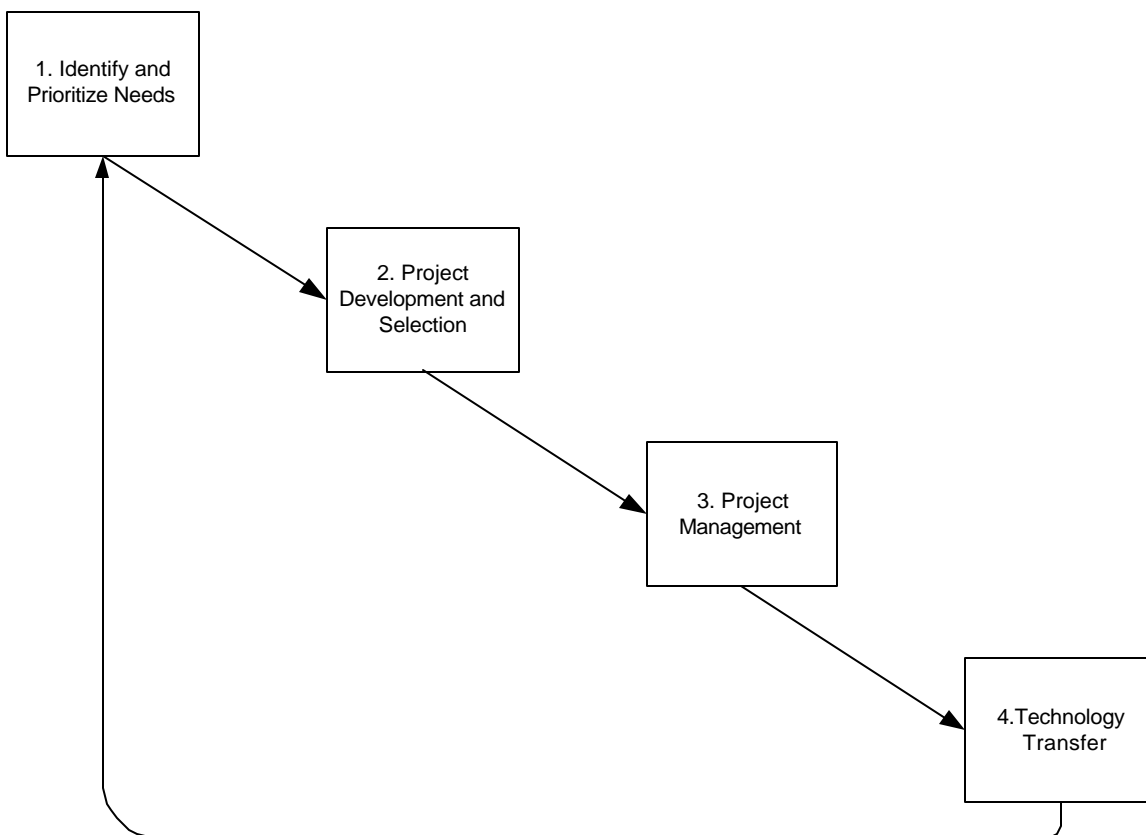 1. Identify and
Prioritize Needs
2. Project
Development and
Selection
3. Project
Management
4.Technology
Transfer